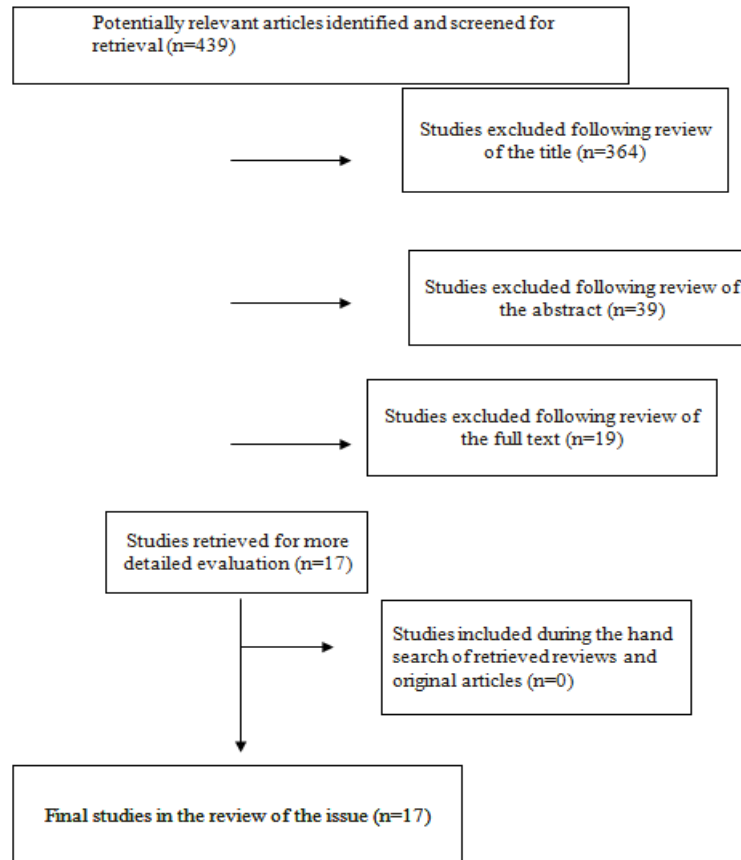 Potentially relevant articles identified and screened for
retrieval (n=439)
Studies excluded following review
of the title (n=364)
Studies excluded following review of
the abstract (n=39)
Studies excluded following review of
the full text (n=19)
Studies retrieved for more
detailed evaluation (n=17)
Studies included during the hand
search of retrieved reviews and
original articles (n=0)
Final studies in the review of the issue (n=17)